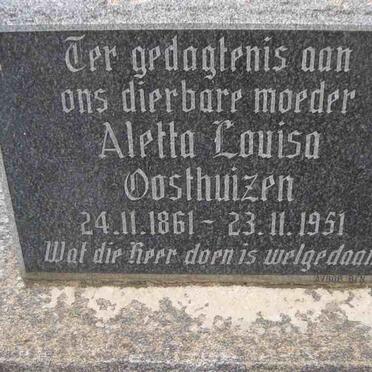 Ter gedagtenis aan
ons dierbare moeder
Aletta Louisa
Oosthuizen
24.11.1861 - 23.11.1951
Wat die Heer doen is welgedaan